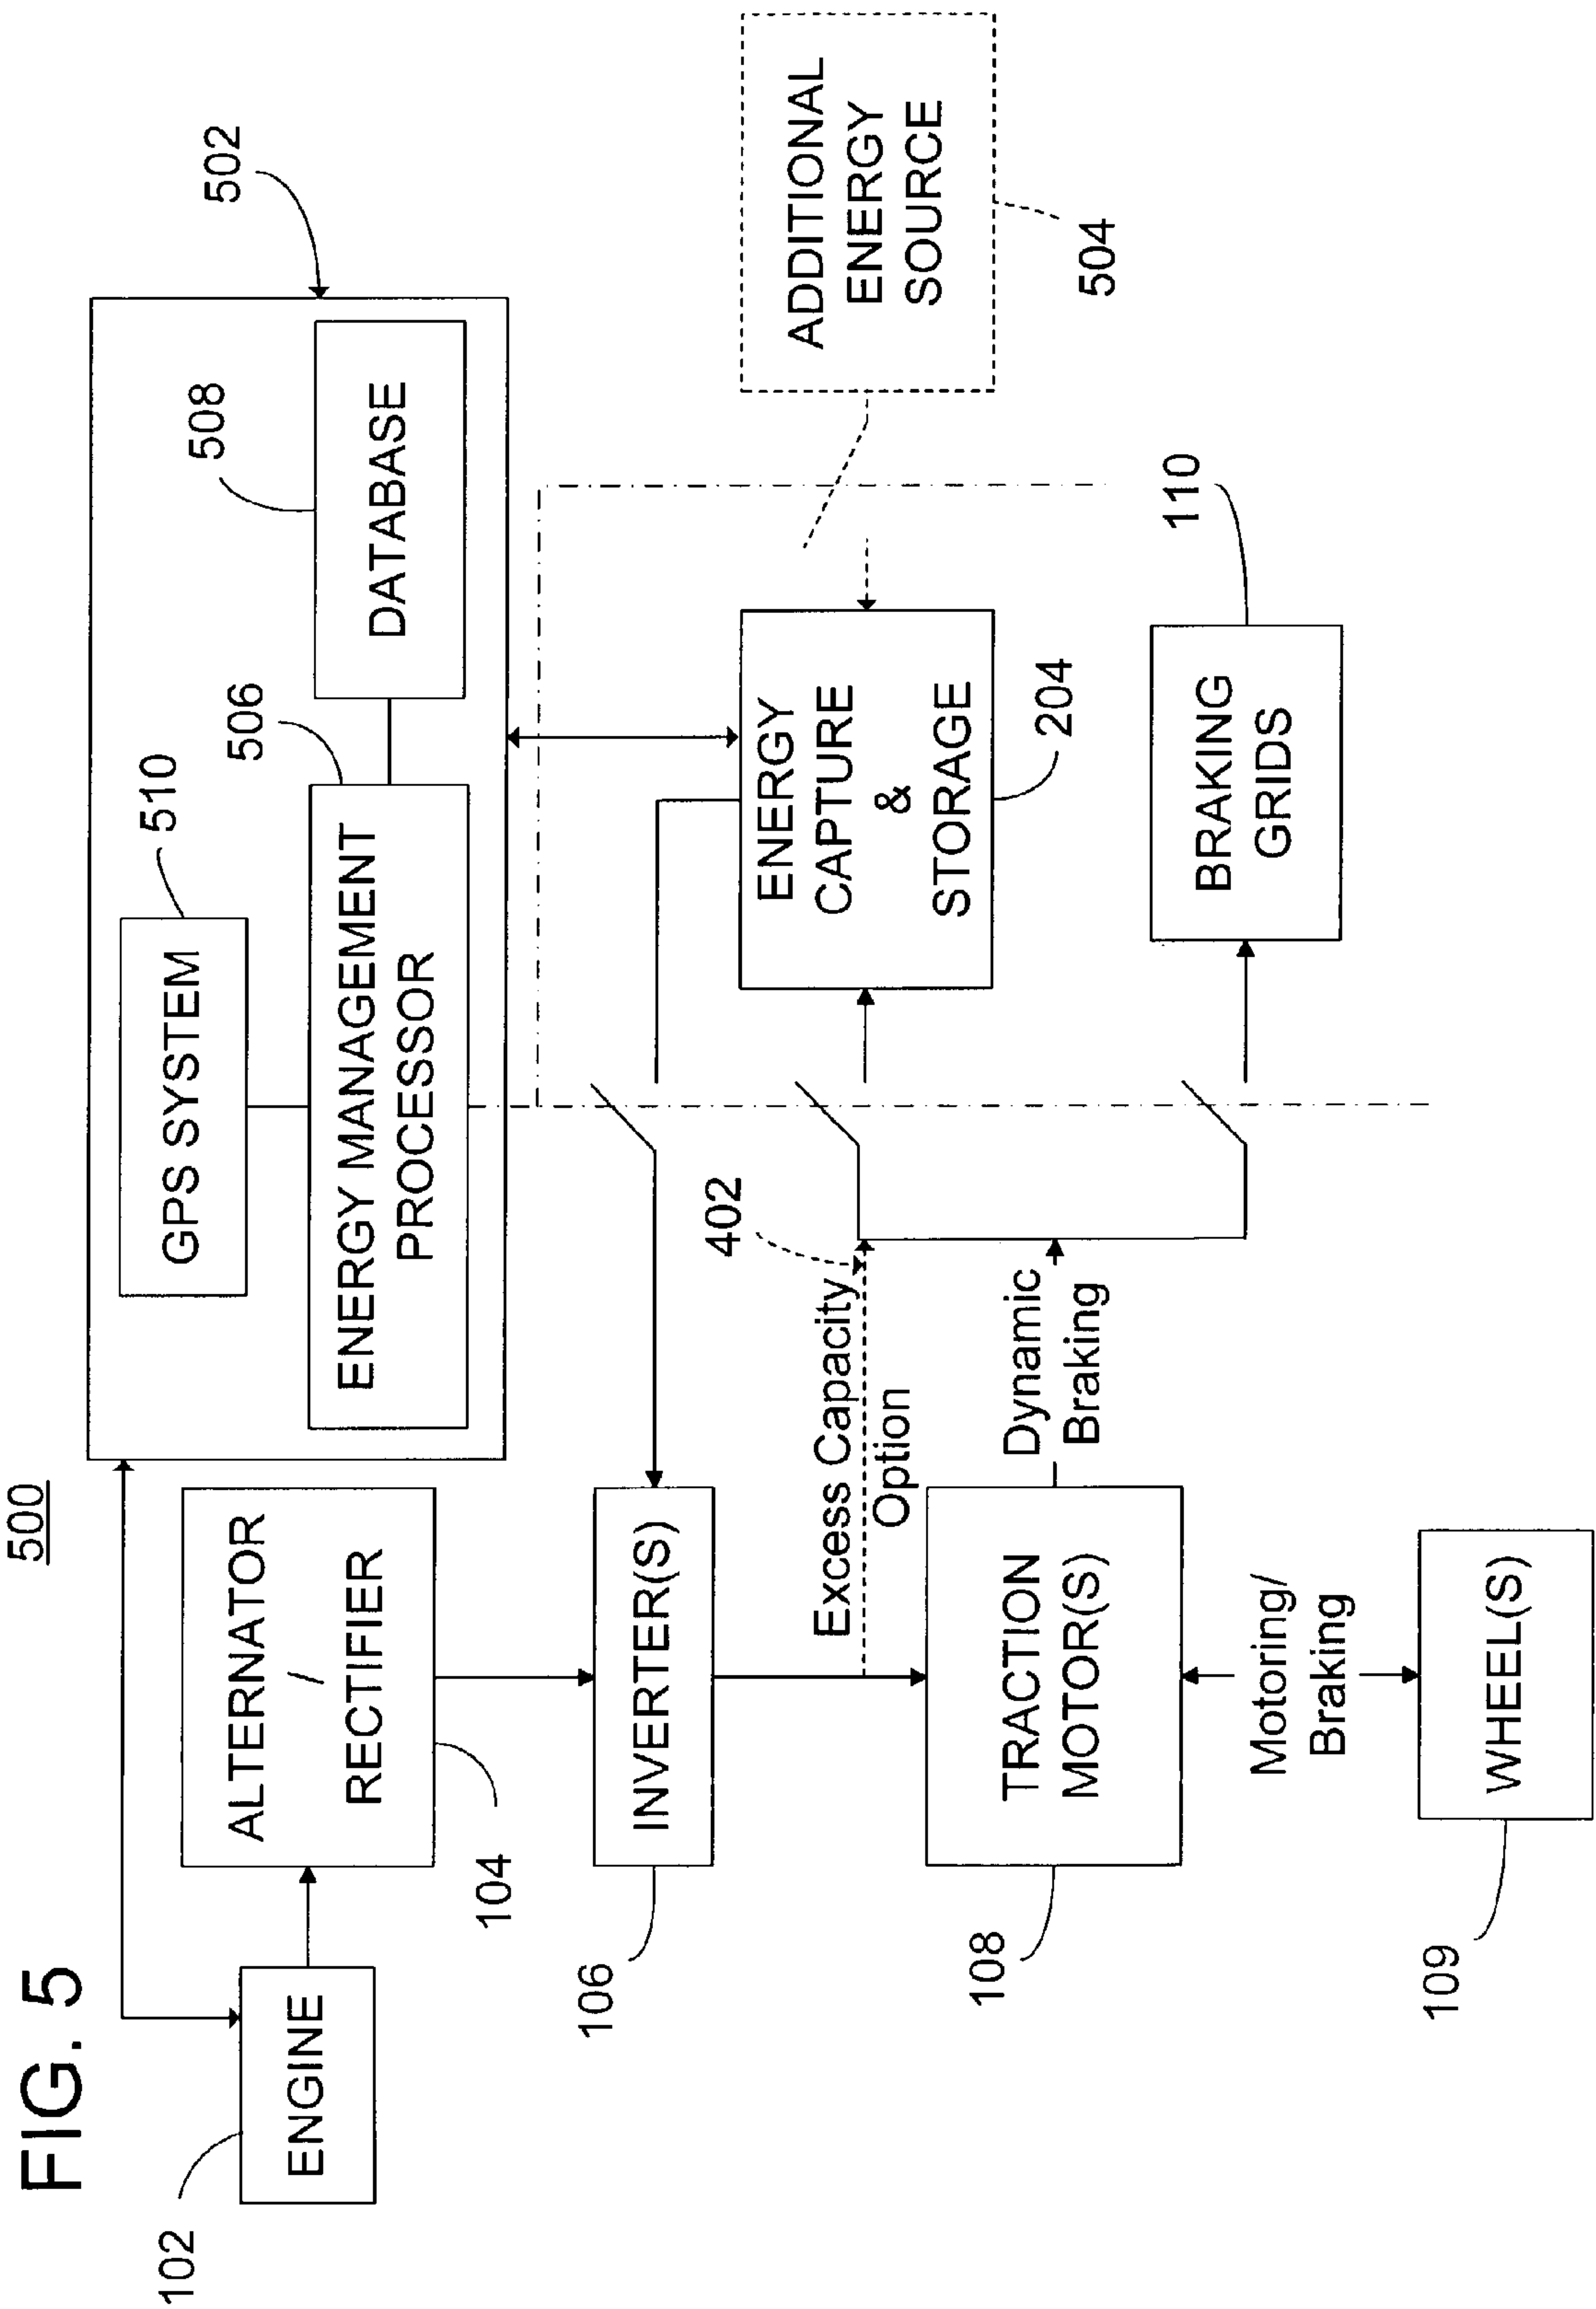 FIG. 5
500
502
510
GPS SYSTEM
508
506
ENERGY MANAGEMENT
PROCESSOR
DATABASE
102
ENGINE
ALTERNATOR
/
RECTIFIER
104
106
INVERTER(S)
402
Excess Capacity
Option
ADDITIONAL
ENERGY
SOURCE
504
ENERGY
CAPTURE
&
STORAGE
204
108
TRACTION
MOTOR(S)
Dynamic
Braking
110
BRAKING
GRIDS
Motoring/
Braking
109
WHEEL(S)